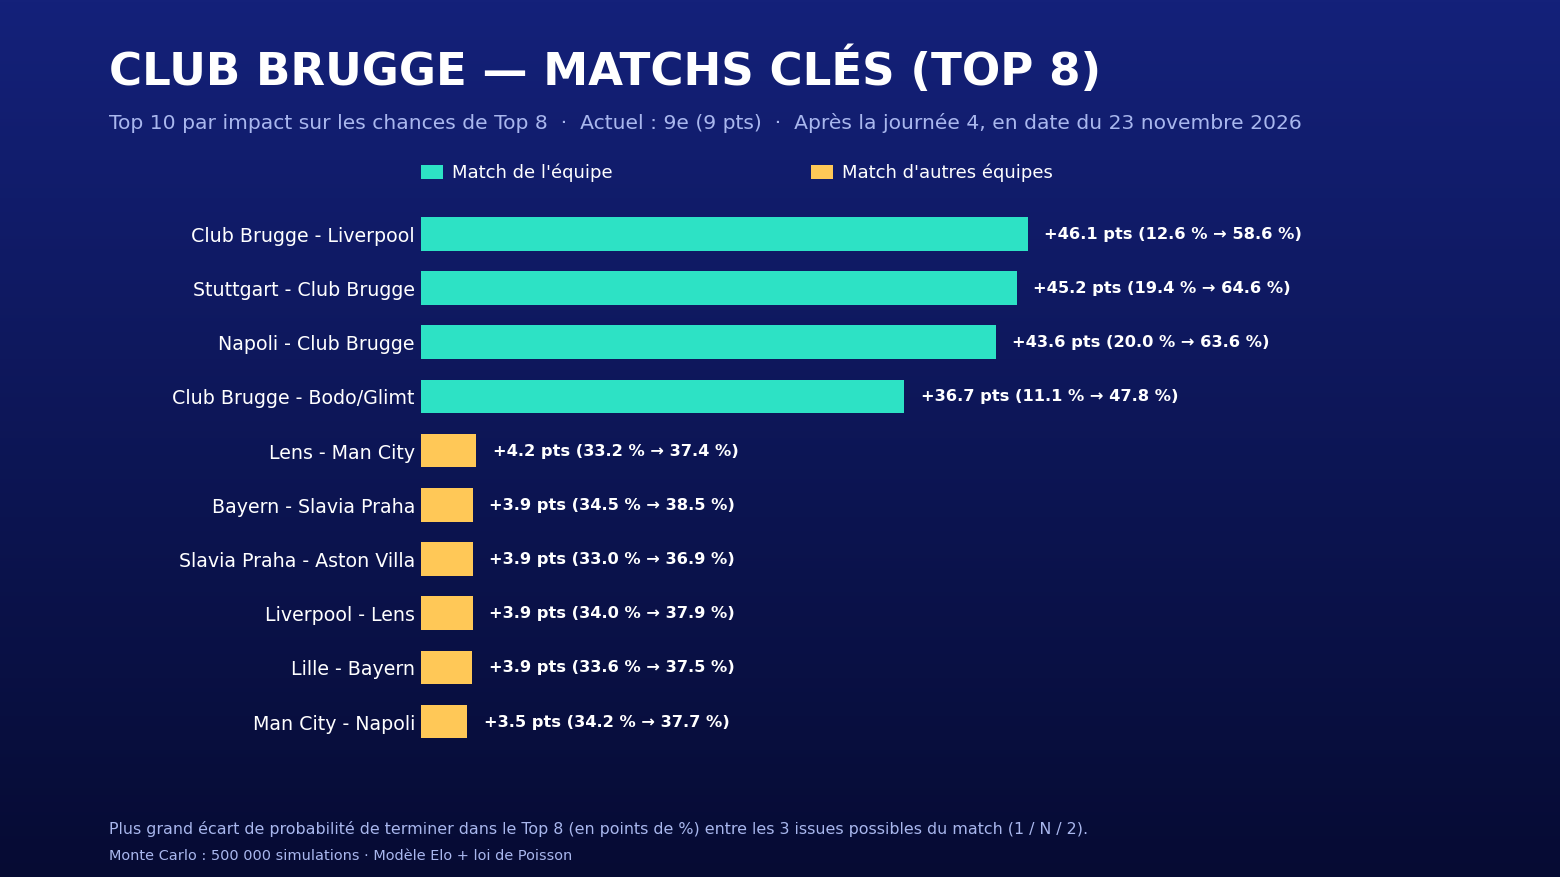 CLUB BRUGGE — MATCHS CLÉS (TOP 8)
Top 10 par impact sur les chances de Top 8 · Actuel : 9e (9 pts) · Après la journée 4, en date du 23 novembre 2026
Match de l'équipe Match d'autres équipes
Club Brugge - Liverpool +46.1 pts (12.6 % → 58.6 %)
Stuttgart - Club Brugge +45.2 pts (19.4 % → 64.6 %)
Napoli - Club Brugge +43.6 pts (20.0 % → 63.6 %)
Club Brugge - Bodo/Glimt +36.7 pts (11.1 % → 47.8 %)
Lens - Man City +4.2 pts (33.2 % → 37.4 %)
Bayern - Slavia Praha +3.9 pts (34.5 % → 38.5 %)
Slavia Praha - Aston Villa +3.9 pts (33.0 % → 36.9 %)
Liverpool - Lens +3.9 pts (34.0 % → 37.9 %)
Lille - Bayern +3.9 pts (33.6 % → 37.5 %)
Man City - Napoli +3.5 pts (34.2 % → 37.7 %)
Plus grand écart de probabilité de terminer dans le Top 8 (en points de %) entre les 3 issues possibles du match (1 / N / 2).
Monte Carlo : 500 000 simulations · Modèle Elo + loi de Poisson